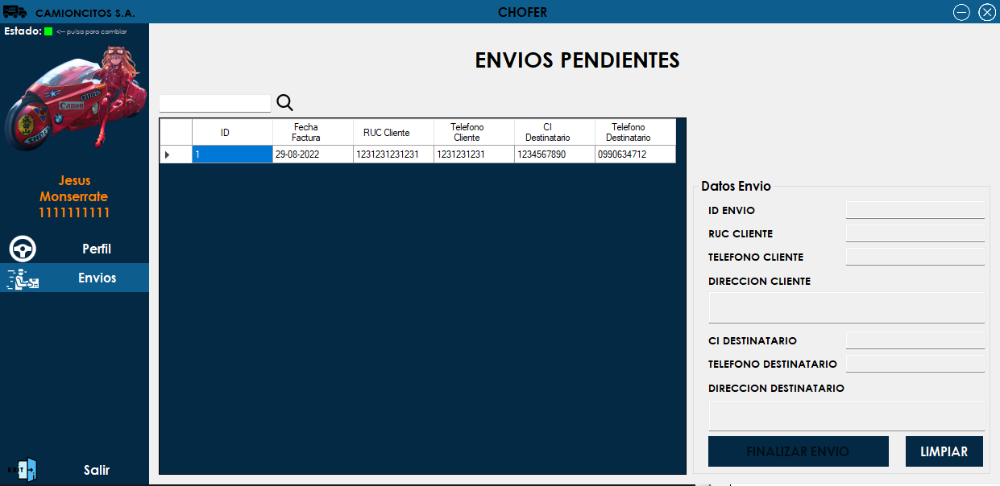 CAMIONCITOS S.A.
CHOFER
Estado:
<-- pulsa para cambiar
CITIZEN
Canon
Jesus
Monserrate
1111111111
Perfil
Envios
EXIT
Salir
ENVIOS PENDIENTES
ID
Fecha
Factura
RUC Cliente
Telefono
Cliente
CI
Destinatario
Telefono
Destinatario
1
29-08-2022
1231231231231
1231231231
1234567890
0990634712
Datos Envio
ID ENVIO
RUC CLIENTE
TELEFONO CLIENTE
DIRECCION CLIENTE
CI DESTINATARIO
TELEFONO DESTINATARIO
DIRECCION DESTINATARIO
FINALIZAR ENVIO
LIMPIAR